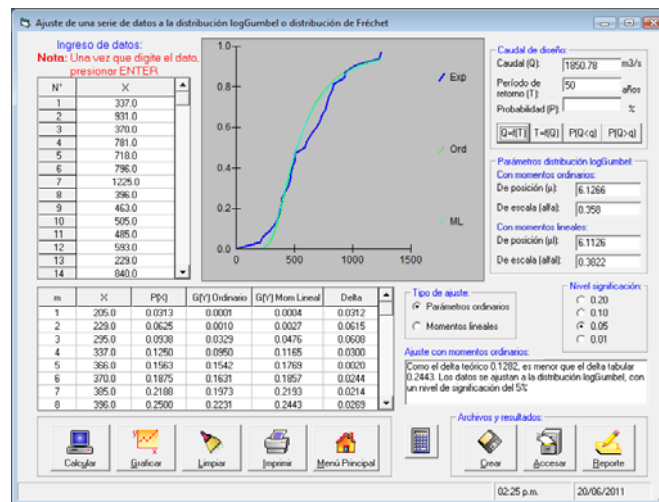 Ajuste de una serie de datos a la distribución logGumbel o distribución de Fréchet
Ingreso de datos:
Nota: Una vez que digite el dato, presionar ENTER
N° X
1 337.0
2 931.0
3 370.0
4 781.0
5 718.0
6 796.0
7 1225.0
8 396.0
9 463.0
10 505.0
11 485.0
12 593.0
13 229.0
14 840.0
1.0
0.8
0.6
0.4
0.2
0.0
0 500 1000 1500
Exp
Ord
ML
Caudal de diseño:
Caudal (Q): 1850.78 m3/s
Período de retorno (T): 50 años
Probabilidad (P): %
Q=f(T) T=f(Q) P(Q<q) P(Q>q)
Parámetros distribución logGumbel:
Con momentos ordinarios:
De posición (µ): 6.1266
De escala (alfa): 0.358
Con momentos lineales:
De posición (µl): 6.1126
De escala (alfal): 0.3822
m X P(X) G(Y) Ordinario G(Y) Mom Lineal Delta
1 205.0 0.0313 0.0001 0.0004 0.0312
2 229.0 0.0625 0.0010 0.0027 0.0615
3 295.0 0.0938 0.0329 0.0476 0.0608
4 337.0 0.1250 0.0950 0.1165 0.0300
5 366.0 0.1563 0.1542 0.1769 0.0020
6 370.0 0.1875 0.1631 0.1857 0.0244
7 385.0 0.2188 0.1973 0.2193 0.0214
8 396.0 0.2500 0.2231 0.2443 0.0269
Tipo de ajuste:
Parámetros ordinarios
Momentos lineales
Nivel significación:
0.20
0.10
0.05
0.01
Ajuste con momentos ordinarios:
Como el delta teórico 0.1282, es menor que el delta tabular
0.2443. Los datos se ajustan a la distribución logGumbel, con
un nivel de significación del 5%
Calcular Graficar Limpiar Imprimir Menú Principal
Archivos y resultados:
Crear Accesar Reporte
02:25 p.m. 20/06/2011